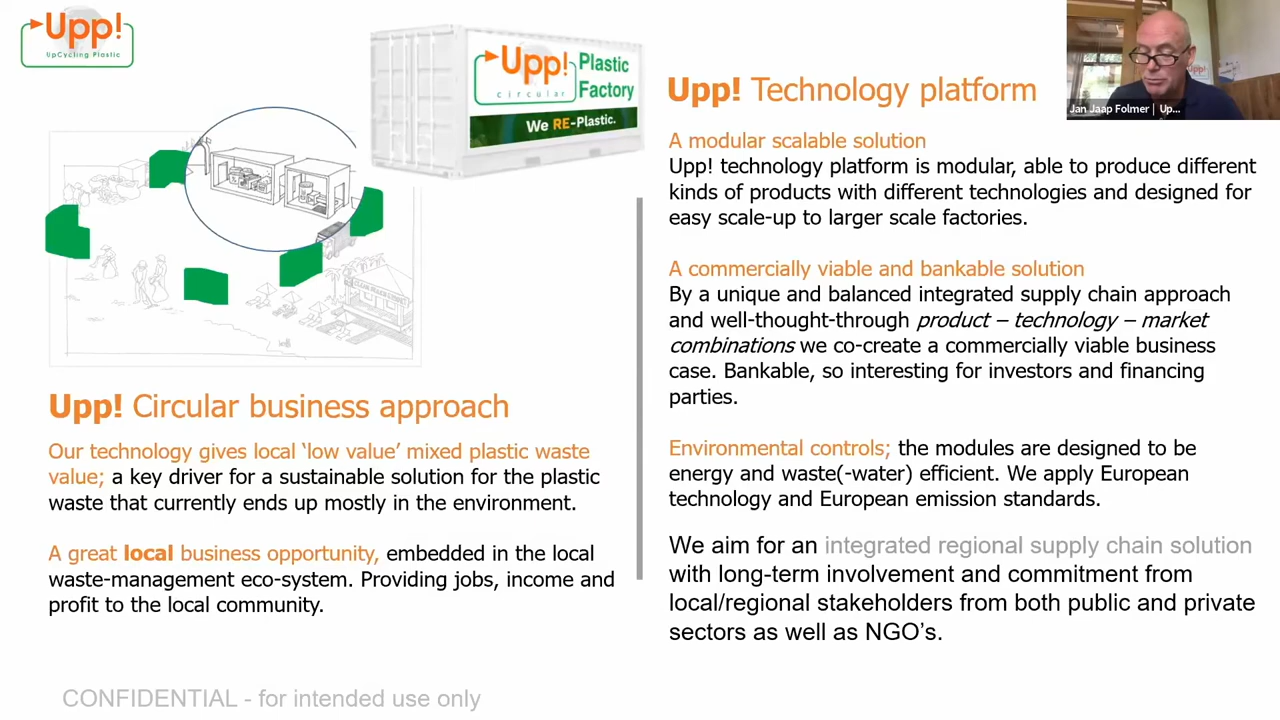 Upp!
UpCycling Plastic
Upp!
circular
Plastic
Factory
We RE-Plastic.
Jan Jaap Folmer | Up...
Upp! Circular business approach
Our technology gives local ‘low value’ mixed plastic waste
value; a key driver for a sustainable solution for the plastic
waste that currently ends up mostly in the environment.
A great local business opportunity, embedded in the local
waste-management eco-system. Providing jobs, income and
profit to the local community.
Upp! Technology platform
A modular scalable solution
Upp! technology platform is modular, able to produce different
kinds of products with different technologies and designed for
easy scale-up to larger scale factories.
A commercially viable and bankable solution
By a unique and balanced integrated supply chain approach
and well-thought-through product – technology – market
combinations we co-create a commercially viable business
case. Bankable, so interesting for investors and financing
parties.
Environmental controls; the modules are designed to be
energy and waste(-water) efficient. We apply European
technology and European emission standards.
We aim for an integrated regional supply chain solution
with long-term involvement and commitment from
local/regional stakeholders from both public and private
sectors as well as NGO’s.
CONFIDENTIAL - for intended use only